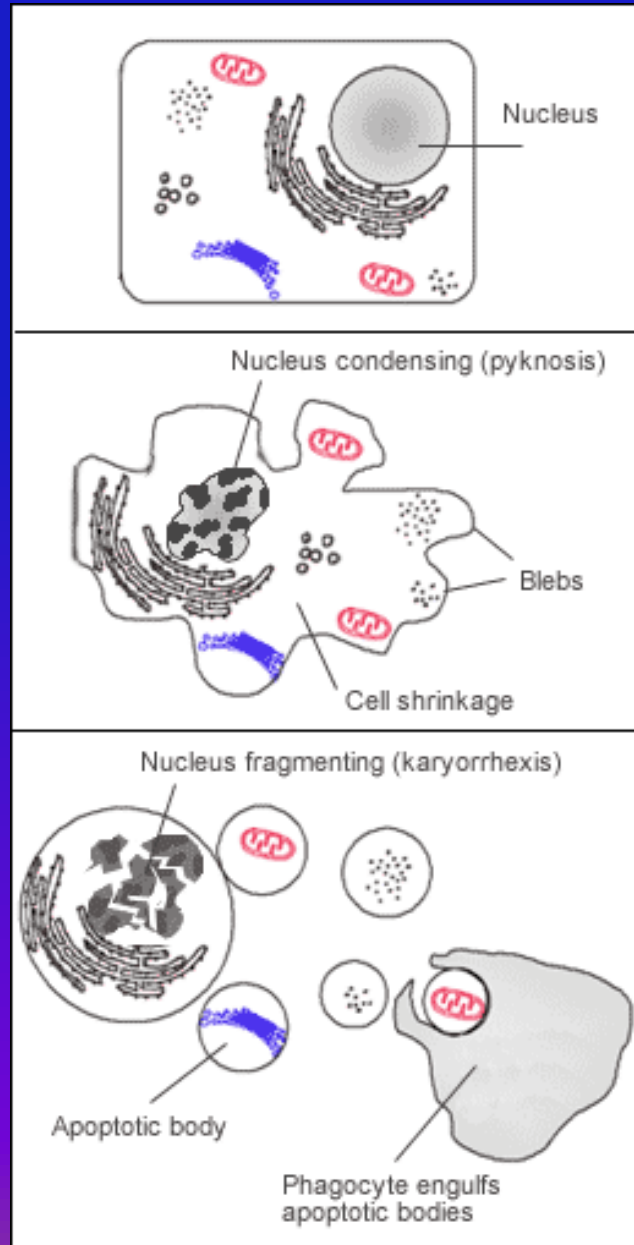 Nucleus
Nucleus condensing (pyknosis)
Blebs
Cell shrinkage
Nucleus fragmenting (karyorrhexis)
Apoptotic body
Phagocyte engulfs
apoptotic bodies